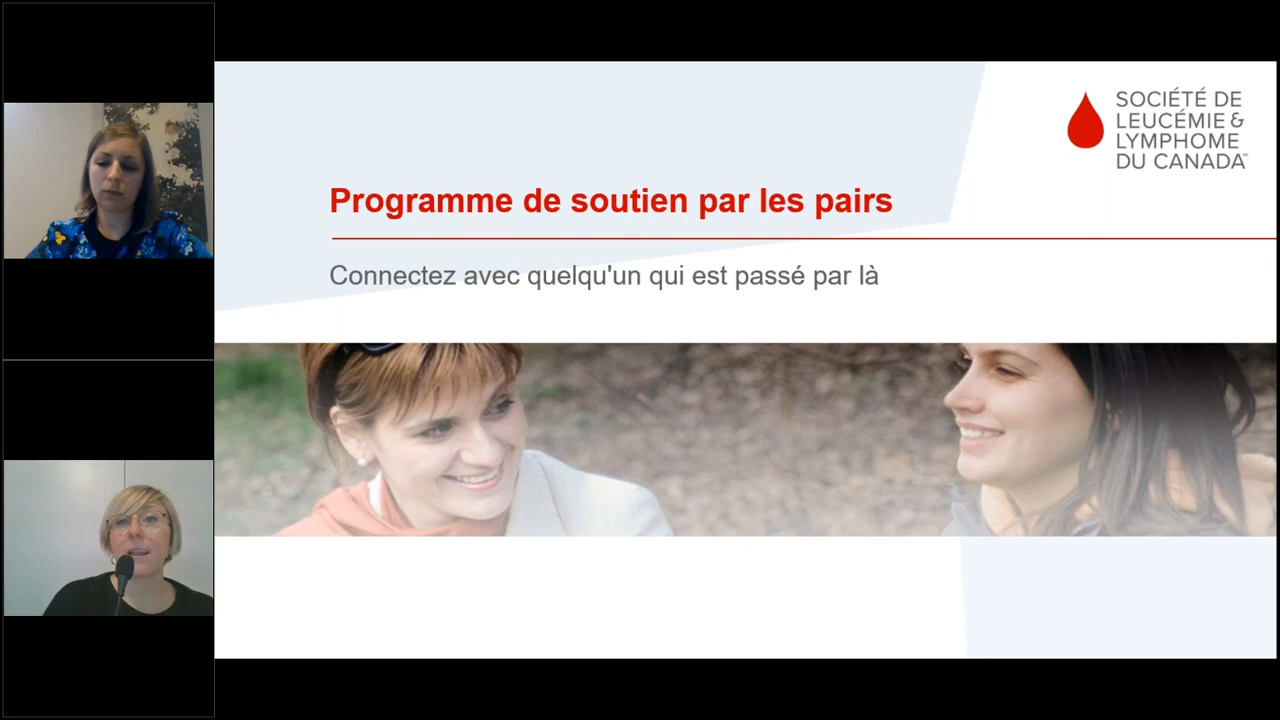 SOCIÉTÉ DE
LEUCÉMIE &
LYMPHOME
DU CANADA
Programme de soutien par les pairs
Connectez avec quelqu'un qui est passé par là